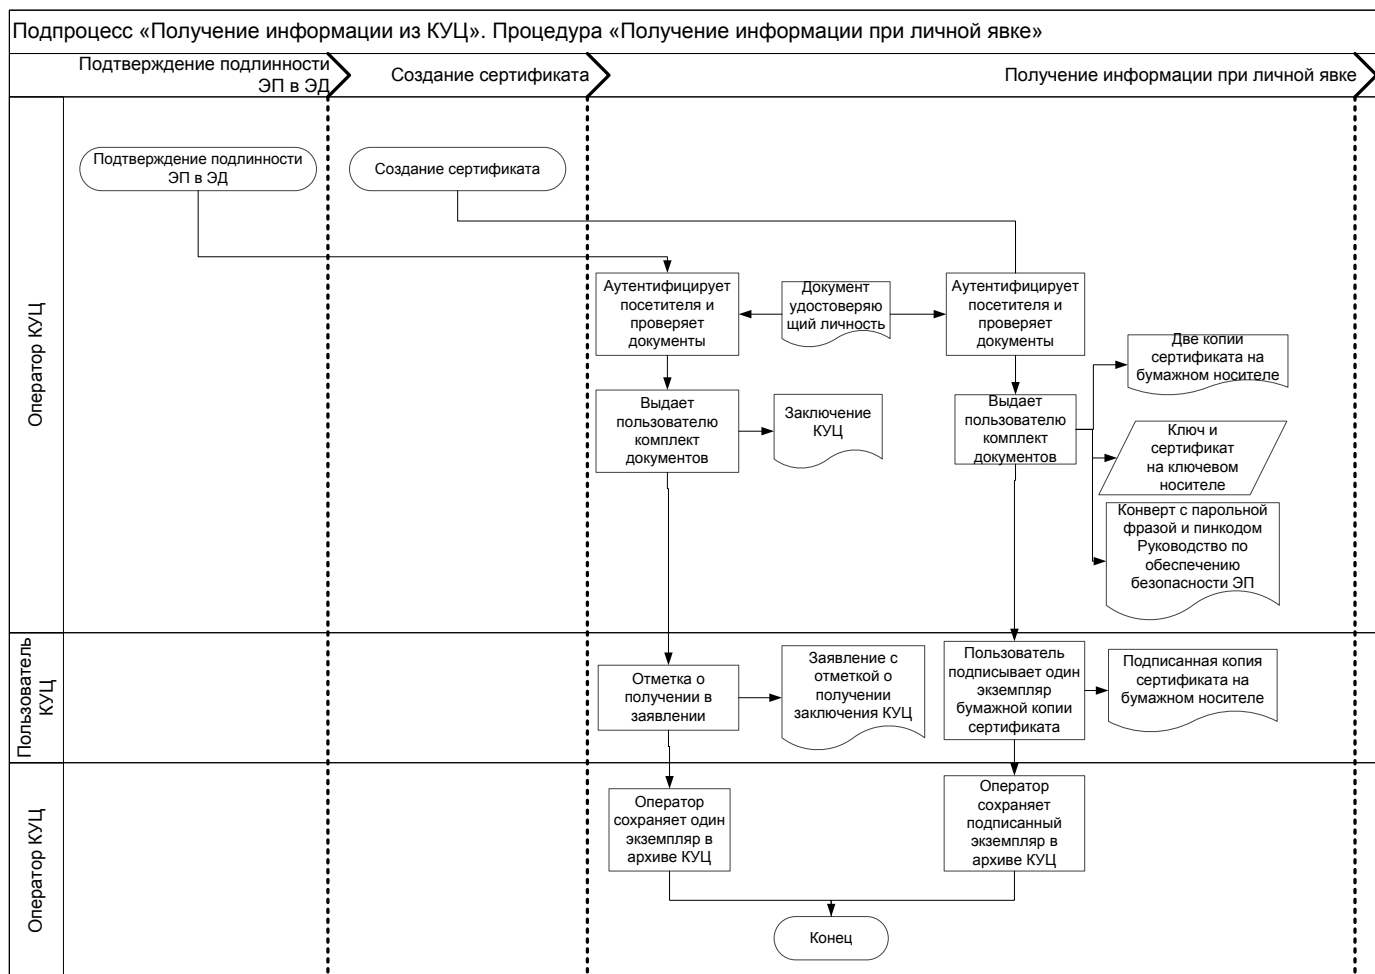 Подпроцесс «Получение информации из КУЦ». Процедура «Получение информации при личной явке»
Подтверждение подлинности
ЭП в ЭД
Создание сертификата
Получение информации при личной явке
Оператор КУЦ
Подтверждение подлинности
ЭП в ЭД
Создание сертификата
Аутентифицирует
посетителя и
проверяет
документы
Документ
удостоверяю
щий личность
Аутентифицирует
посетителя и
проверяет
документы
Две копии
сертификата на
бумажном носителе
Выдает
пользователю
комплект
документов
Заключение
КУЦ
Выдает
пользователю
комплект
документов
Ключ и
сертификат
на ключевом
носителе
Конверт с парольной
фразой и пинкодом
Руководство по
обеспечению
безопасности ЭП
Пользователь
КУЦ
Отметка о
о получении в
заявлении
Заявление с
отметкой о
получении
заключения КУЦ
Пользователь
подписывает один
экземпляр
бумажной копии
сертификата
Подписанная копия
сертификата на
бумажном носителе
Оператор КУЦ
Оператор
сохраняет один
экземпляр в
архиве КУЦ
Оператор
сохраняет
подписанный
экземпляр в
архиве КУЦ
Конец